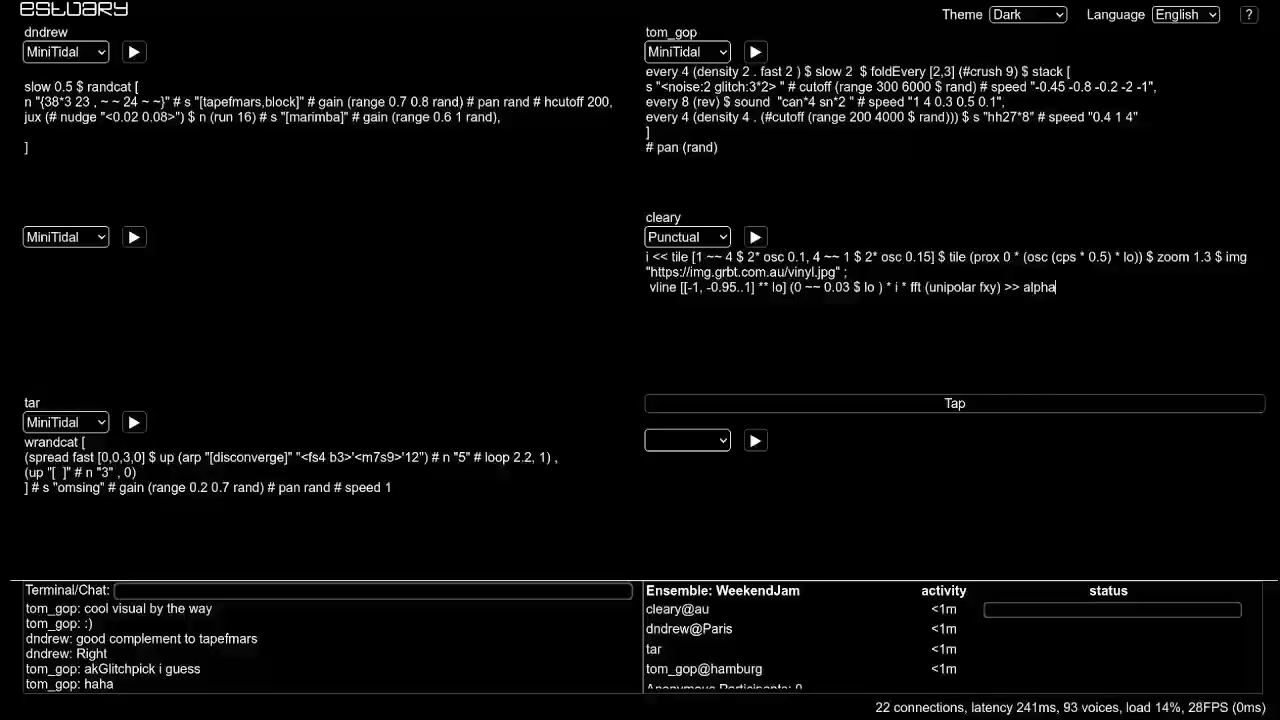 estuary
Theme Dark Language English ?
dndrew
MiniTidal
slow 0.5 $ randcat [
n "{38*3 23 , ~ ~ 24 ~ ~}" # s "[tapefmars,block]" # gain (range 0.7 0.8 rand) # pan rand # hcutoff 200,
jux (# nudge "<0.02 0.08>") $ n (run 16) # s "[marimba]" # gain (range 0.6 1 rand),
]
tom_gop
MiniTidal
every 4 (density 2 . fast 2 ) $ slow 2  $ foldEvery [2,3] (#crush 9) $ stack [
s "<noise:2 glitch:3*2> " # cutoff (range 300 6000 $ rand) # speed "-0.45 -0.8 -0.2 -2 -1",
every 8 (rev) $ sound  "can*4 sn*2 " # speed "1 4 0.3 0.5 0.1",
every 4 (density 4 . (#cutoff (range 200 4000 $ rand))) $ s "hh27*8" # speed "0.4 1 4"
]
# pan (rand)
MiniTidal
cleary
Punctual
i << tile [1 ~~ 4 $ 2* osc 0.1, 4 ~~ 1 $ 2* osc 0.15] $ tile (prox 0 * (osc (cps * 0.5) * lo)) $ zoom 1.3 $ img
"https://img.grbt.com.au/vinyl.jpg" ;
vline [[-1, -0.95..1] ** lo] (0 ~~ 0.03 $ lo ) * i * fft (unipolar fxy) >> alpha
tar
MiniTidal
wrandcat [
(spread fast [0,0,3,0] $ up (arp "[disconverge]" "<fs4 b3>'<m7s9>'12") # n "5" # loop 2.2, 1) ,
(up "[  ]" # n "3" , 0)
] # s "omsing" # gain (range 0.2 0.7 rand) # pan rand # speed 1
Tap
Terminal/Chat:
tom_gop: cool visual by the way
tom_gop: :)
dndrew: good complement to tapefmars
dndrew: Right
tom_gop: akGlitchpick i guess
tom_gop: haha
Ensemble: WeekendJam activity status
cleary@au <1m
dndrew@Paris <1m
tar <1m
tom_gop@hamburg <1m
Anonymous Participants: 0
22 connections, latency 241ms, 93 voices, load 14%, 28FPS (0ms)